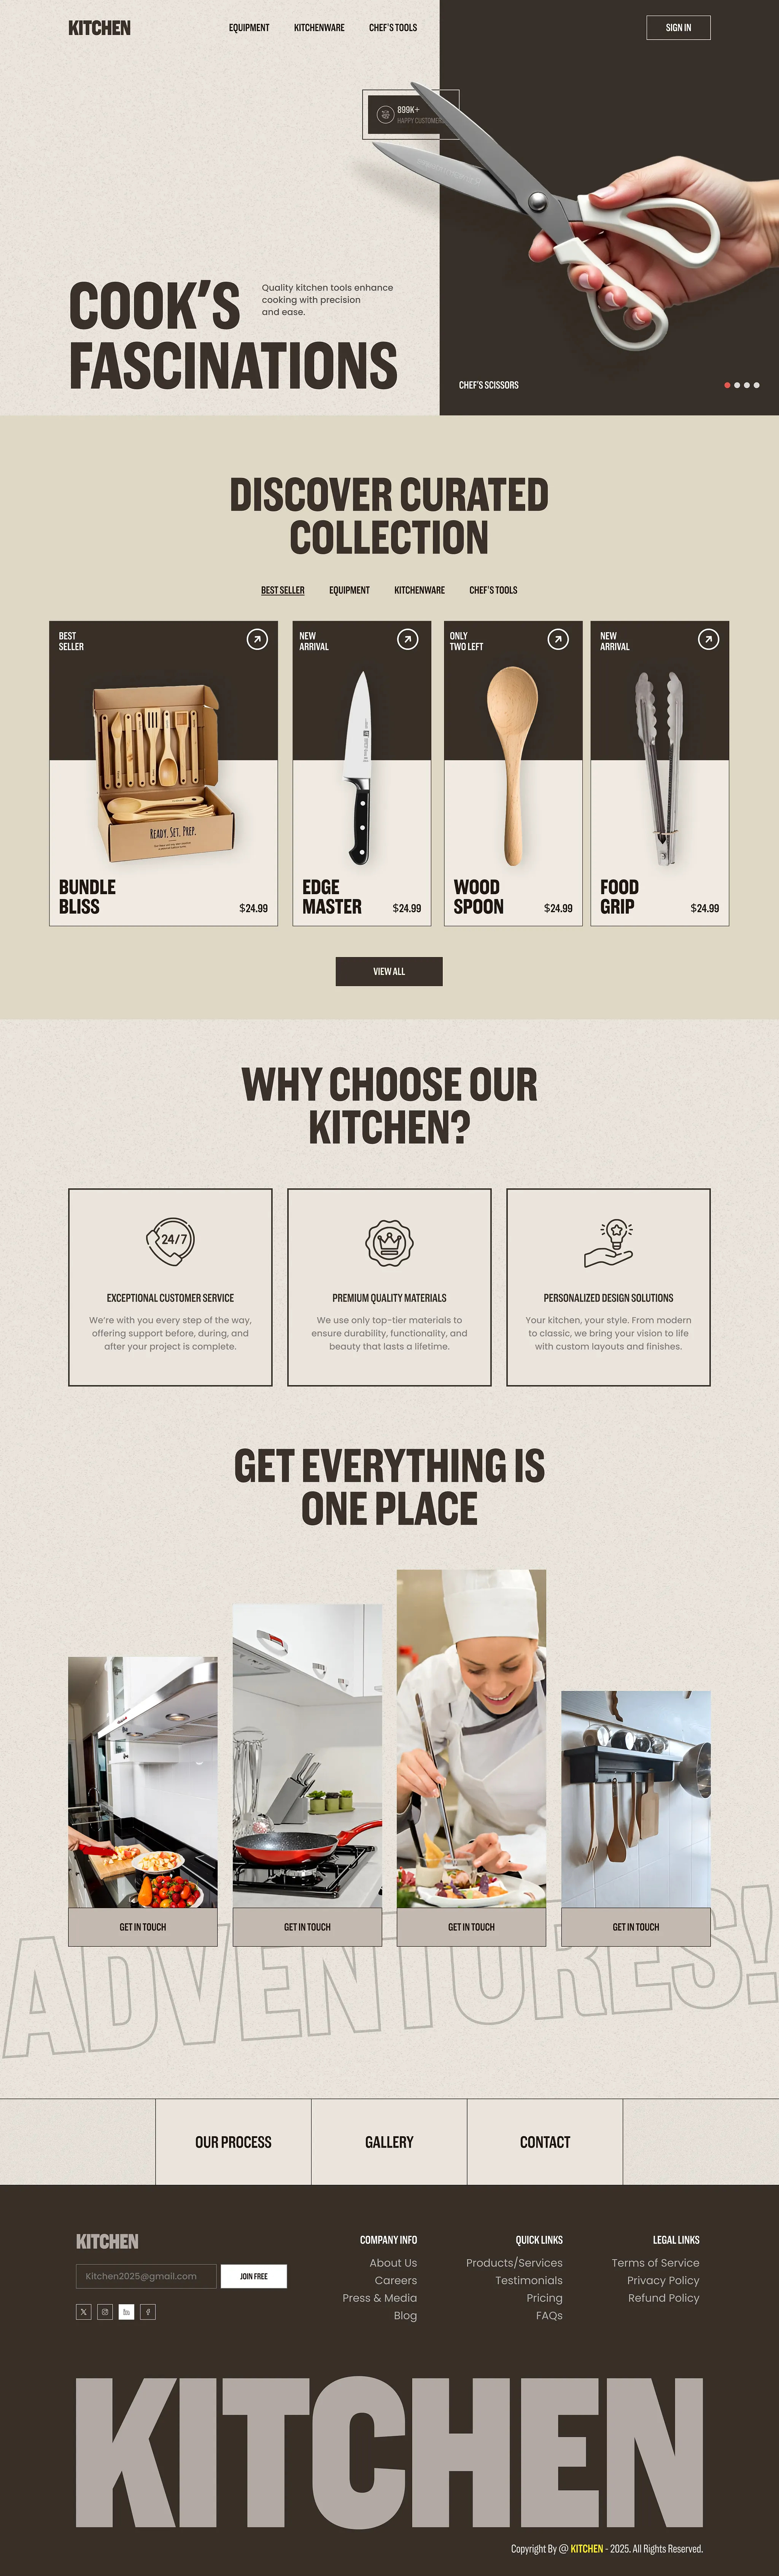 KITCHEN
EQUIPMENT
KITCHENWARE
CHEF'S TOOLS
SIGN IN
899K+
HAPPY CUSTOMER
COOK'S
FASCINATIONS
Quality kitchen tools enhance
cooking with precision
and ease.
CHEF'S SCISSORS
DISCOVER CURATED
COLLECTION
BEST SELLER
EQUIPMENT
KITCHENWARE
CHEF'S TOOLS
BEST
SELLER
READY. SET. PREP.
BUNDLE
BLISS
$24.99
NEW
ARRIVAL
EDGE
MASTER
$24.99
ONLY
TWO LEFT
WOOD
SPOON
$24.99
NEW
ARRIVAL
FOOD
GRIP
$24.99
VIEW ALL
WHY CHOOSE OUR
KITCHEN?
24/7
EXCEPTIONAL CUSTOMER SERVICE
We're with you every step of the way,
offering support before, during, and
after your project is complete.
PREMIUM QUALITY MATERIALS
We use only top-tier materials to
ensure durability, functionality, and
beauty that lasts a lifetime.
PERSONALIZED DESIGN SOLUTIONS
Your kitchen, your style. From modern
to classic, we bring your vision to life
with custom layouts and finishes.
GET EVERYTHING IS
ONE PLACE
GET IN TOUCH
GET IN TOUCH
GET IN TOUCH
GET IN TOUCH
ADVENTURES!
OUR PROCESS
GALLERY
CONTACT
KITCHEN
Kitchen2025@gmail.com
JOIN FREE
COMPANY INFO
About Us
Careers
Press & Media
Blog
QUICK LINKS
Products/Services
Testimonials
Pricing
FAQs
LEGAL LINKS
Terms of Service
Privacy Policy
Refund Policy
KITCHEN
Copyright By @ KITCHEN - 2025. All Rights Reserved.